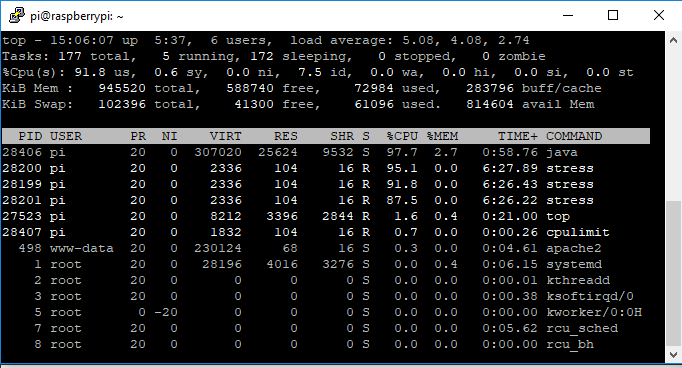 pi@raspberrypi: ~
top - 15:06:07 up  5:37,  6 users,  load average: 5.08, 4.08, 2.74
Tasks: 177 total,   5 running, 172 sleeping,   0 stopped,   0 zombie
%Cpu(s): 91.8 us,  0.6 sy,  0.0 ni,  7.5 id,  0.0 wa,  0.0 hi,  0.0 si,  0.0 st
KiB Mem :   945520 total,   588740 free,    72984 used,   283796 buff/cache
KiB Swap:   102396 total,    41300 free,    61096 used.   814604 avail Mem
PID USER      PR  NI    VIRT    RES    SHR S  %CPU %MEM     TIME+ COMMAND
28406 pi        20   0  307020  25624   9532 S  97.7  2.7   0:58.76 java
28200 pi        20   0    2336    104     16 R  95.1  0.0   6:27.89 stress
28199 pi        20   0    2336    104     16 R  91.8  0.0   6:26.43 stress
28201 pi        20   0    2336    104     16 R  87.5  0.0   6:26.22 stress
27523 pi        20   0    8212   3396   2844 R   1.6  0.4   0:21.00 top
28407 pi        20   0    1832    104     16 R   0.7  0.0   0:00.26 cpulimit
498 www-data  20   0  230124     68     16 S   0.3  0.0   0:04.61 apache2
1 root      20   0   28196   4016   3276 S   0.0  0.4   0:06.15 systemd
2 root      20   0       0      0      0 S   0.0  0.0   0:00.01 kthreadd
3 root      20   0       0      0      0 S   0.0  0.0   0:00.38 ksoftirqd/0
5 root       0 -20       0      0      0 S   0.0  0.0   0:00.00 kworker/0:0H
7 root      20   0       0      0      0 S   0.0  0.0   0:05.62 rcu_sched
8 root      20   0       0      0      0 S   0.0  0.0   0:00.00 rcu_bh